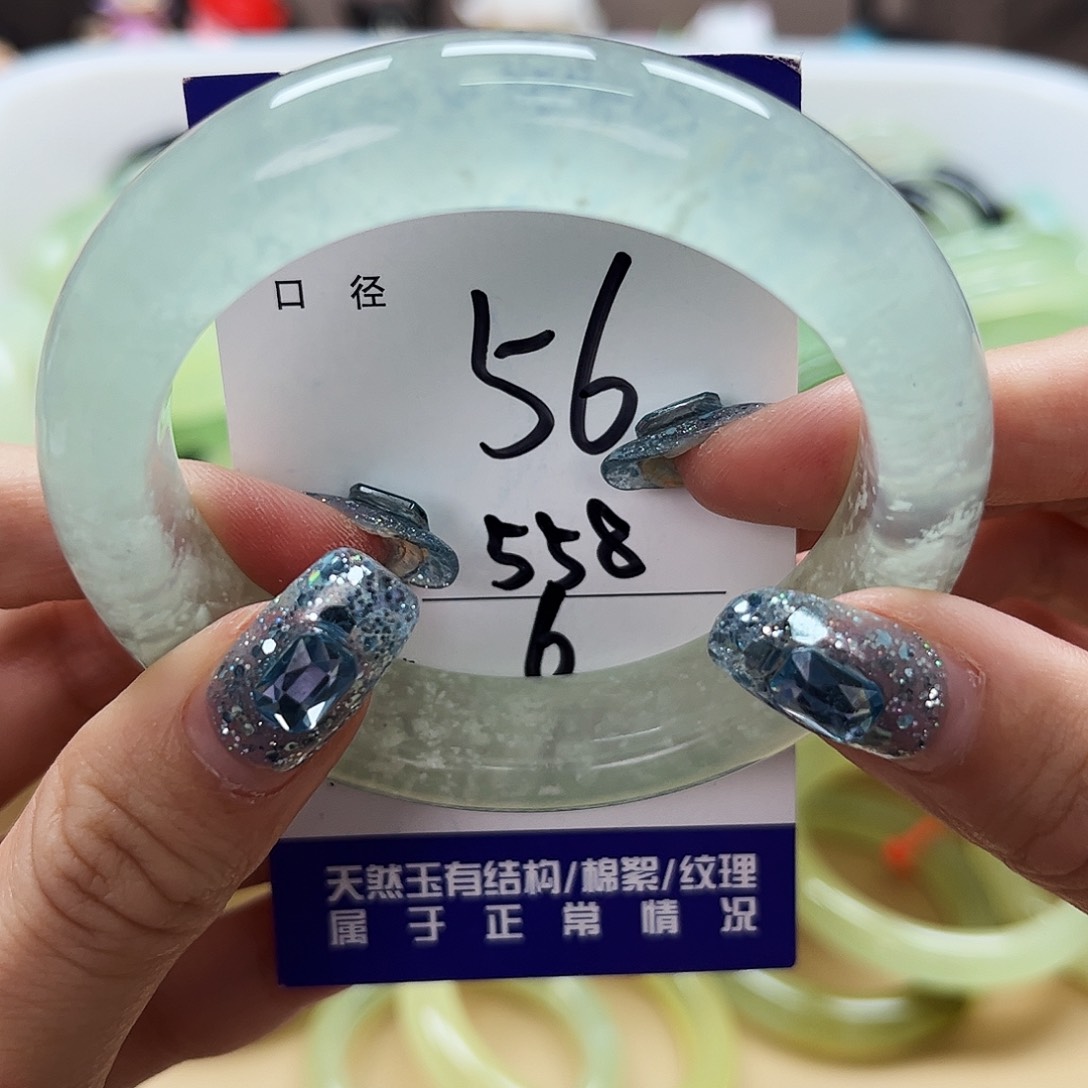 口 径 56
558
6
天然玉有结构/棉絮/纹理
属于正常情况